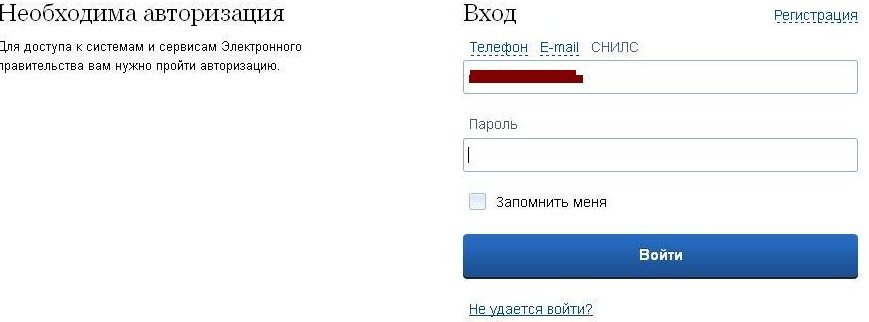 Необходима авторизация
Для доступа к системам и сервисам Электронного
правительства вам нужно пройти авторизацию.
Вход
Регистрация
Телефон E-mail СНИЛС
Пароль
Запомнить меня
Войти
Не удается войти?